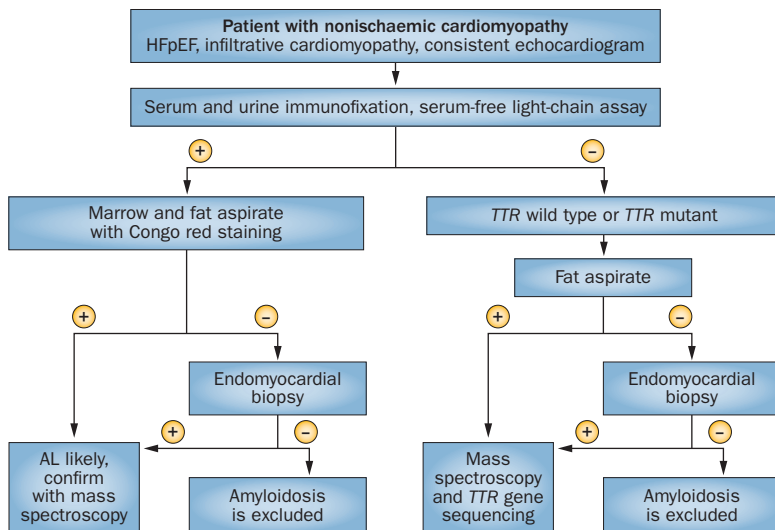 Patient with nonischaemic cardiomyopathy
HFpEF, infiltrative cardiomyopathy, consistent echocardiogram
Serum and urine immunofixation, serum-free light-chain assay
+
–
Marrow and fat aspirate
with Congo red staining
TTR wild type or TTR mutant
Fat aspirate
+
–
+
–
Endomyocardial
biopsy
Endomyocardial
biopsy
+
–
+
–
AL likely,
confirm
with mass
spectroscopy
Amyloidosis
is excluded
Mass
spectroscopy
and TTR gene
sequencing
Amyloidosis
is excluded